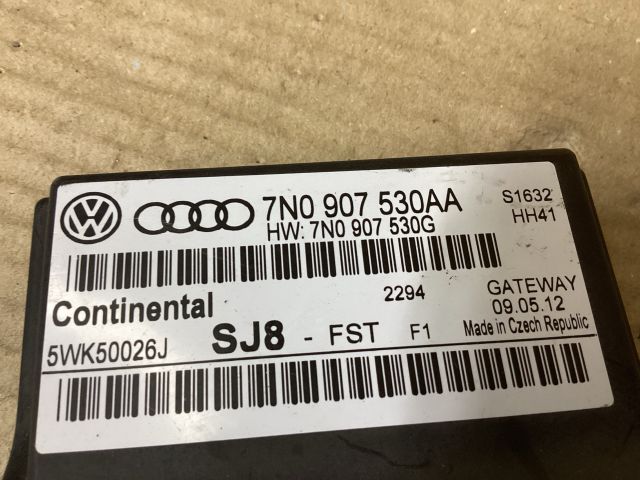 7N0 907 530AA S1632
HW: 7N0 907 530G HH41
Continental 2294 GATEWAY
09.05.12
5WK50026J SJ8 - FST F1 Made in Czech Republic